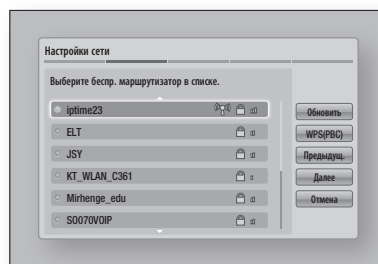 Настройки сети
Выберите беспр. маршрутизатор в списке.
iptime23
ELT
JSY
KT_WLAN_C361
Mirhenge_edu
SO070VOIP
Обновить
WPS(PBC)
Предыдущ.
Далее
Отмена